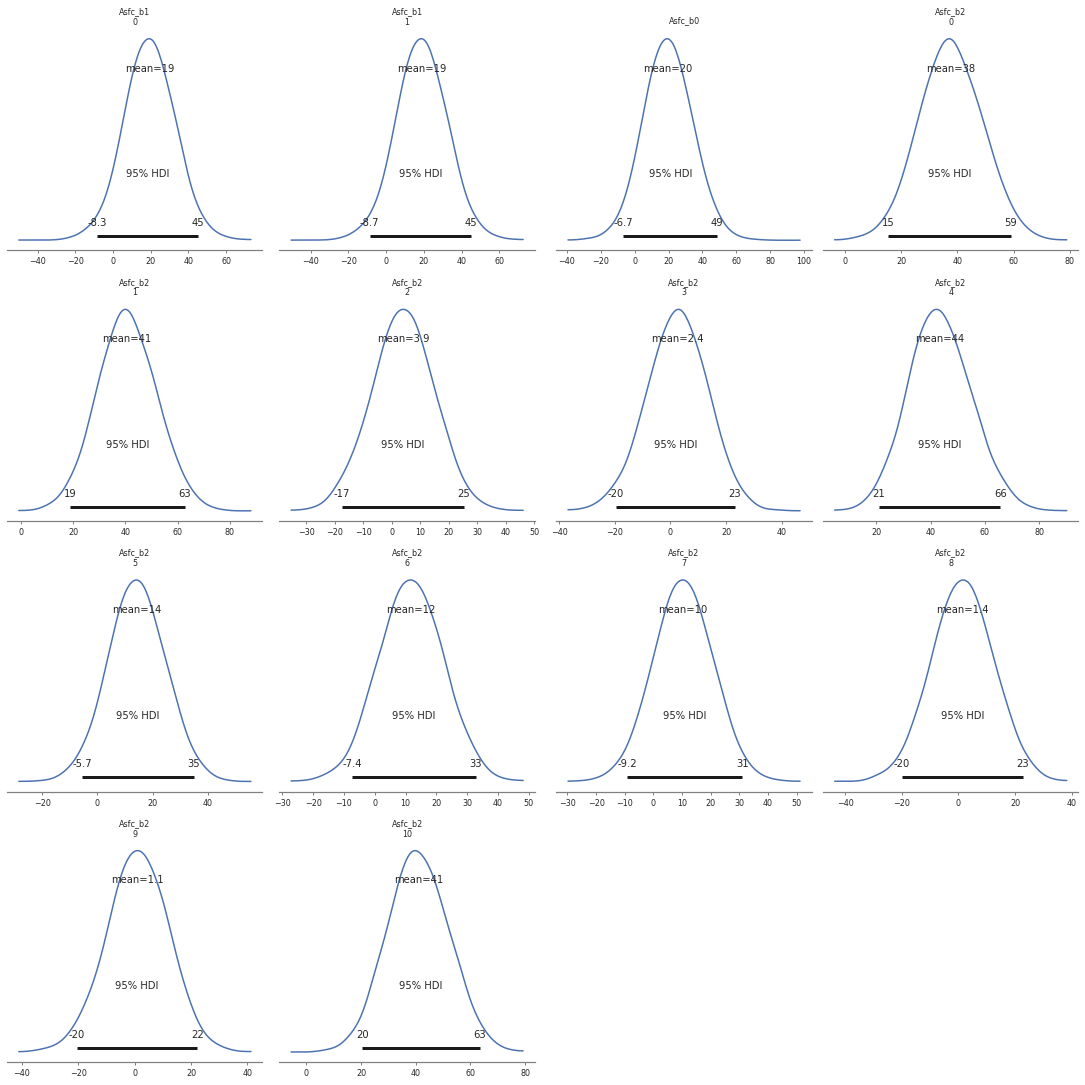 Asfc_b1
0
mean=19
95% HDI
-8.3 45
−40 −20 0 20 40 60
Asfc_b1
1
mean=19
95% HDI
-8.7 45
−40 −20 0 20 40 60
Asfc_b0
mean=20
95% HDI
-6.7 49
−40 −20 0 20 40 60 80 100
Asfc_b2
0
mean=38
95% HDI
15 59
0 20 40 60 80
Asfc_b2
1
mean=41
95% HDI
19 63
0 20 40 60 80
Asfc_b2
2
mean=3.9
95% HDI
-17 25
−30 −20 −10 0 10 20 30 40 50
Asfc_b2
3
mean=2.4
95% HDI
-20 23
−40 −20 0 20 40
Asfc_b2
4
mean=44
95% HDI
21 66
20 40 60 80
Asfc_b2
5
mean=14
95% HDI
-5.7 35
−20 0 20 40
Asfc_b2
6
mean=12
95% HDI
-7.4 33
−30 −20 −10 0 10 20 30 40 50
Asfc_b2
7
mean=10
95% HDI
-9.2 31
−30 −20 −10 0 10 20 30 40 50
Asfc_b2
8
mean=1.4
95% HDI
-20 23
−40 −20 0 20 40
Asfc_b2
9
mean=1.1
95% HDI
-20 22
−40 −20 0 20 40
Asfc_b2
10
mean=41
95% HDI
20 63
0 20 40 60 80